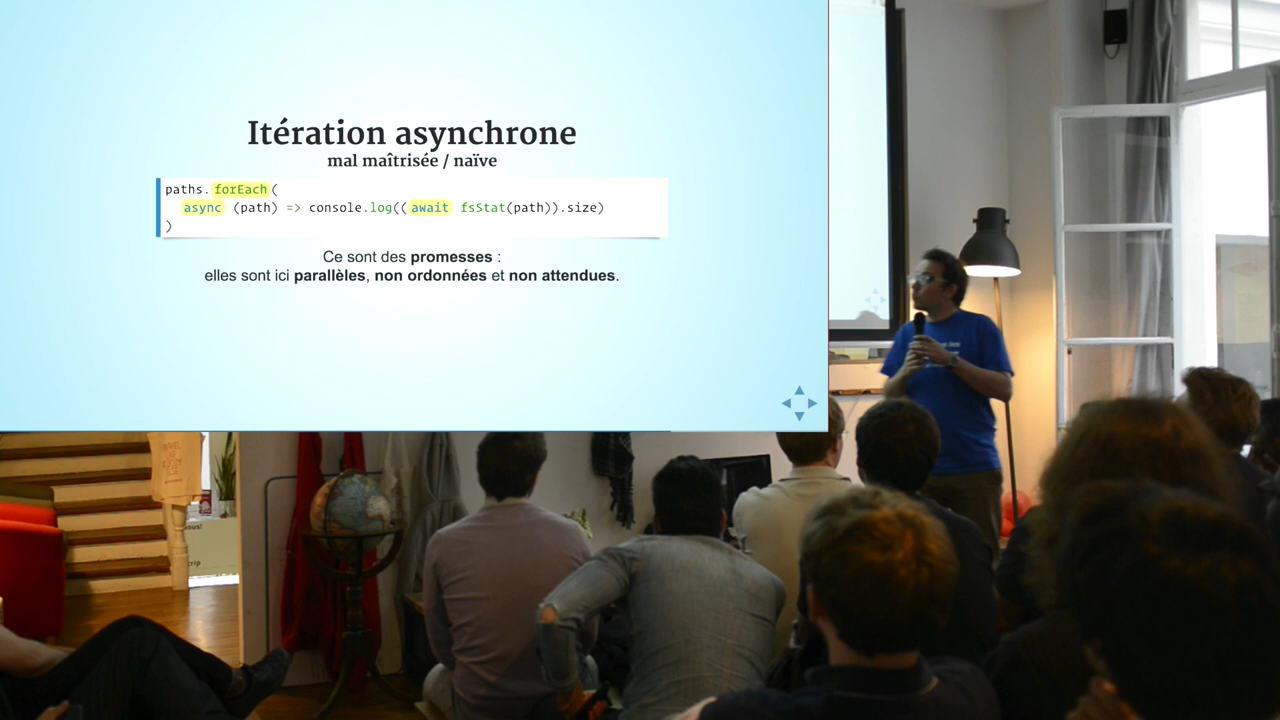 Itération asynchrone
mal maîtrisée / naïve
paths.forEach(
async (path) => console.log((await fsStat(path)).size)
)
Ce sont des promesses :
elles sont ici parallèles, non ordonnées et non attendues.